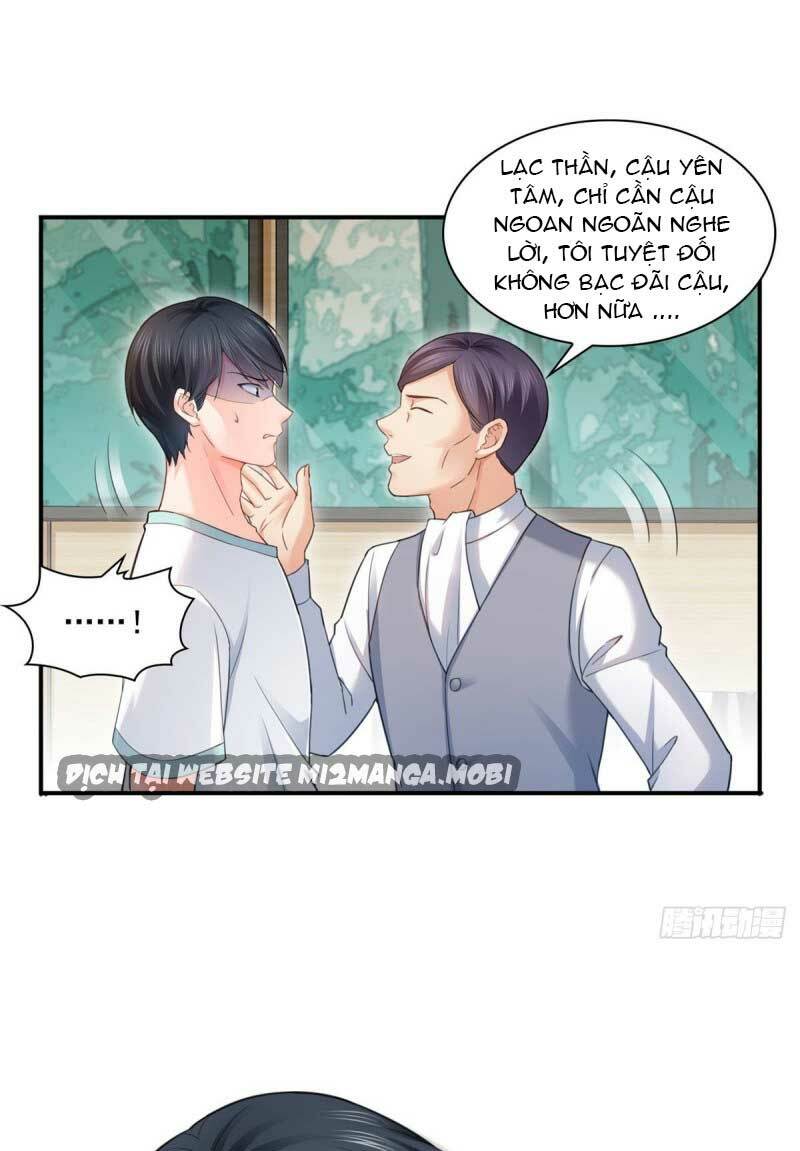 LẠC THẦN, CẬU YÊN
TÂM, CHỈ CẦN CẬU
NGOAN NGOÃN NGHE
LỜI, TÔI TUYỆT ĐỐI
KHÔNG BẠC ĐÃI CẬU,
HƠN NỮA ....
......!
DỊCH TẠI WEBSITE MI2MANGA.MOBI
腾讯动漫